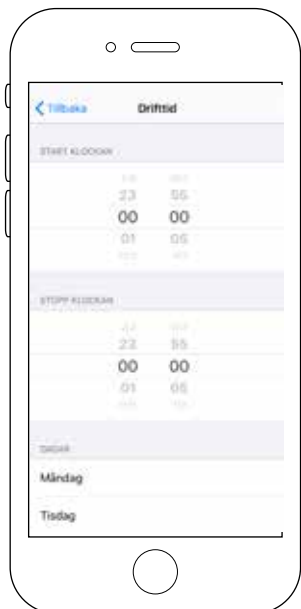 Tillbaka Drifttid
START KLOCKAN
23 55
00 00
01 05
STOPP KLOCKAN
23 55
00 00
01 05
DAGAR
Måndag
Tisdag